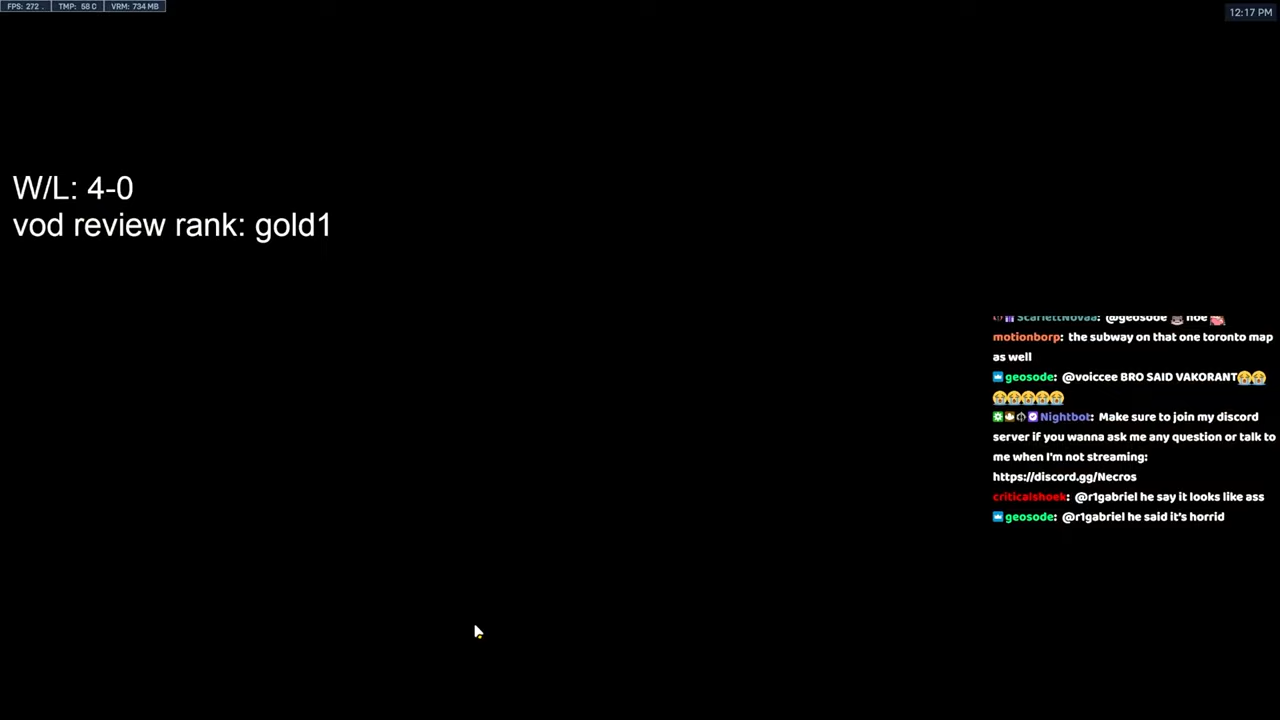 FPS: 272 . TMP: 58 C VRM: 734 MB
12:17 PM
W/L: 4-0
vod review rank: gold1
ScarlettNovaa: @geosode hoe
motionborp: the subway on that one toronto map
as well
geosode: @voiccee BRO SAID VAKORANT😭😭
😭😭😭😭😭
Nightbot: Make sure to join my discord
server if you wanna ask me any question or talk to
me when I'm not streaming:
https://discord.gg/Necros
criticalshoek: @r1gabriel he say it looks like ass
geosode: @r1gabriel he said it's horrid